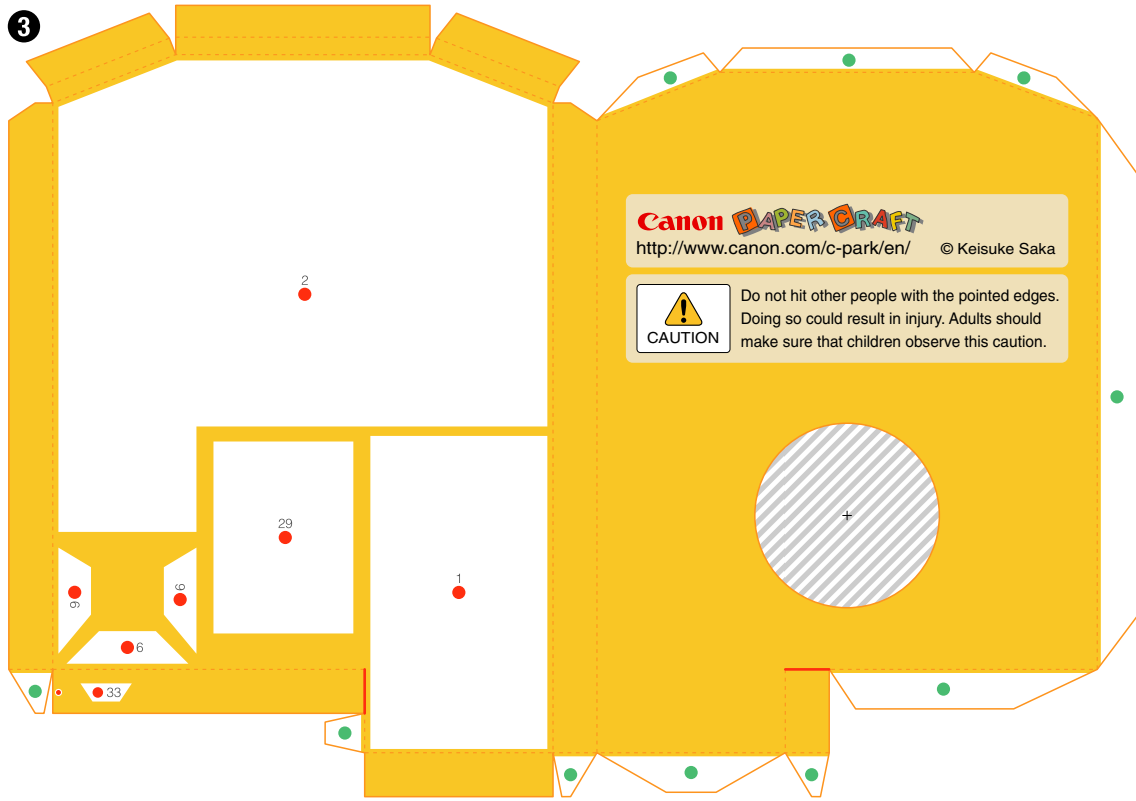 3
Canon PAPER CRAFT
http://www.canon.com/c-park/en/ © Keisuke Saka
CAUTION
Do not hit other people with the pointed edges.
Doing so could result in injury. Adults should
make sure that children observe this caution.
2
29
1
6
6
6
33